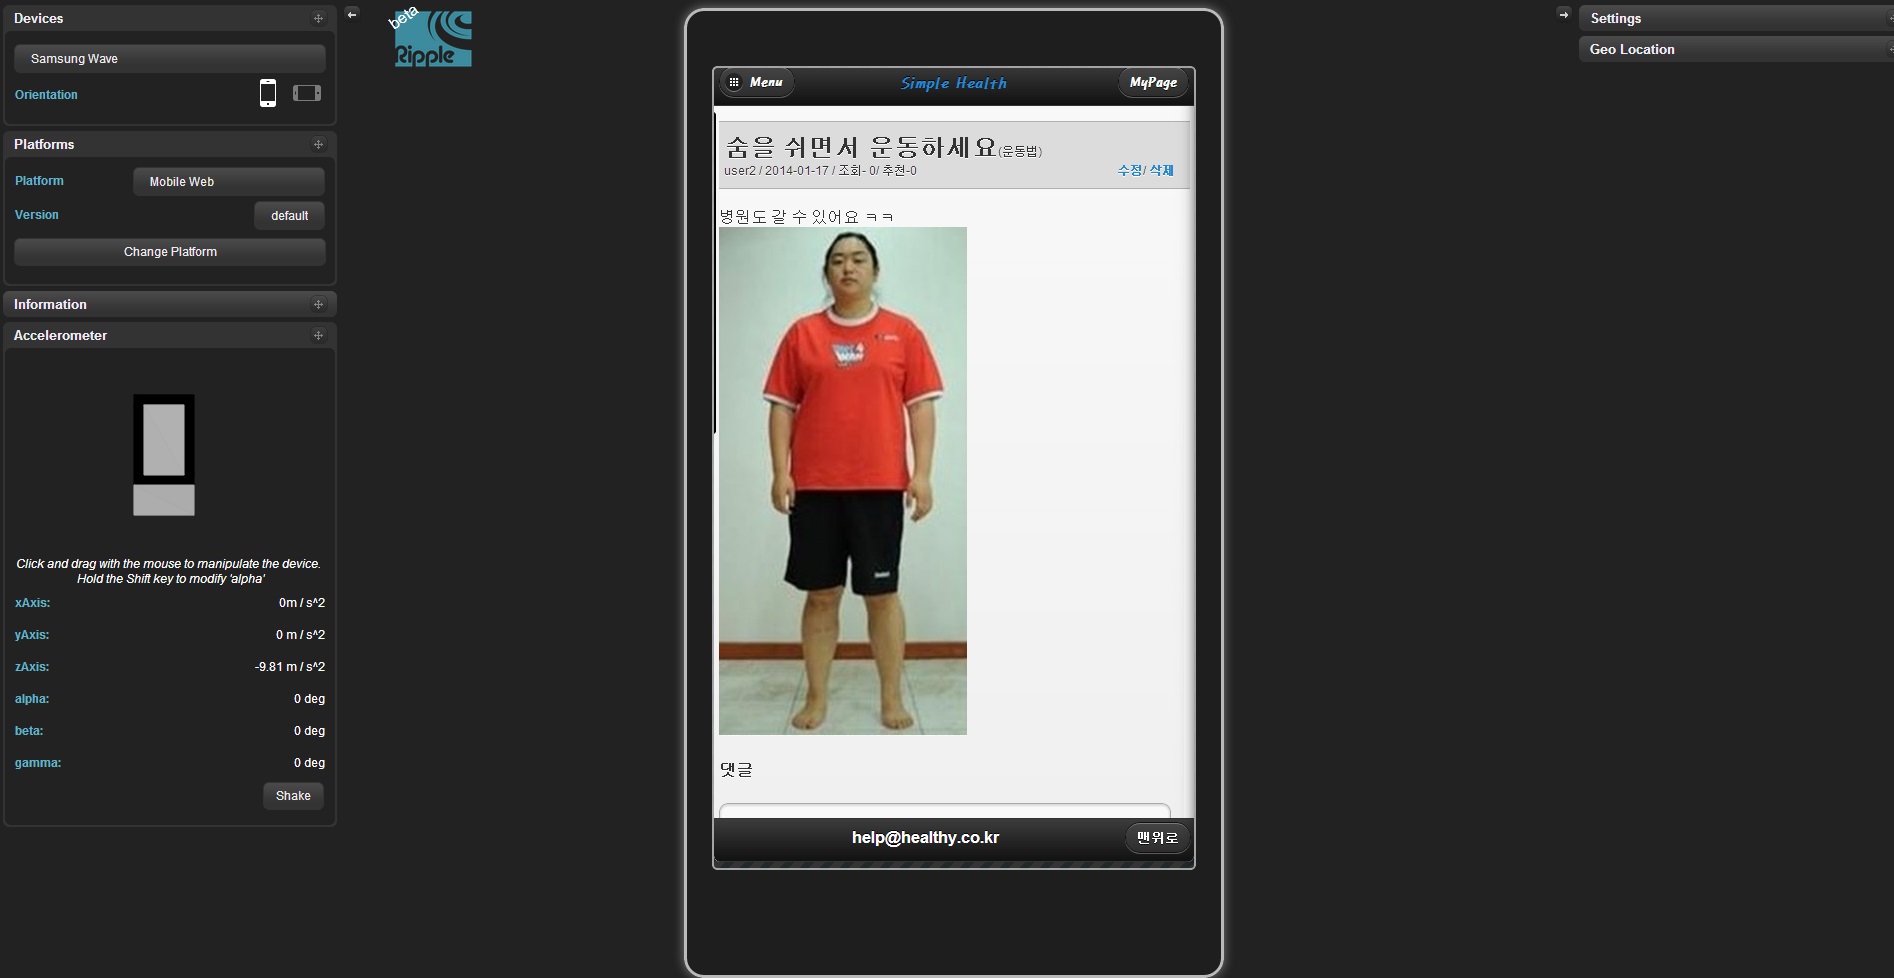 Devices
Samsung Wave
Orientation
Platforms
Platform
Mobile Web
Version
default
Change Platform
Information
Accelerometer
Click and drag with the mouse to manipulate the device.
Hold the Shift key to modify 'alpha'
xAxis:
0m / s^2
yAxis:
0 m / s^2
zAxis:
-9.81 m / s^2
alpha:
0 deg
beta:
0 deg
gamma:
0 deg
Shake
beta
Ripple
Menu
Simple Health
MyPage
숨을 쉬면서 운동하세요(운동법)
user2 / 2014-01-17 / 조회- 0/ 추천-0
수정/ 삭제
병원도 갈 수 있어요 ㅋㅋ
댓글
help@healthy.co.kr
맨위로
Settings
Geo Location